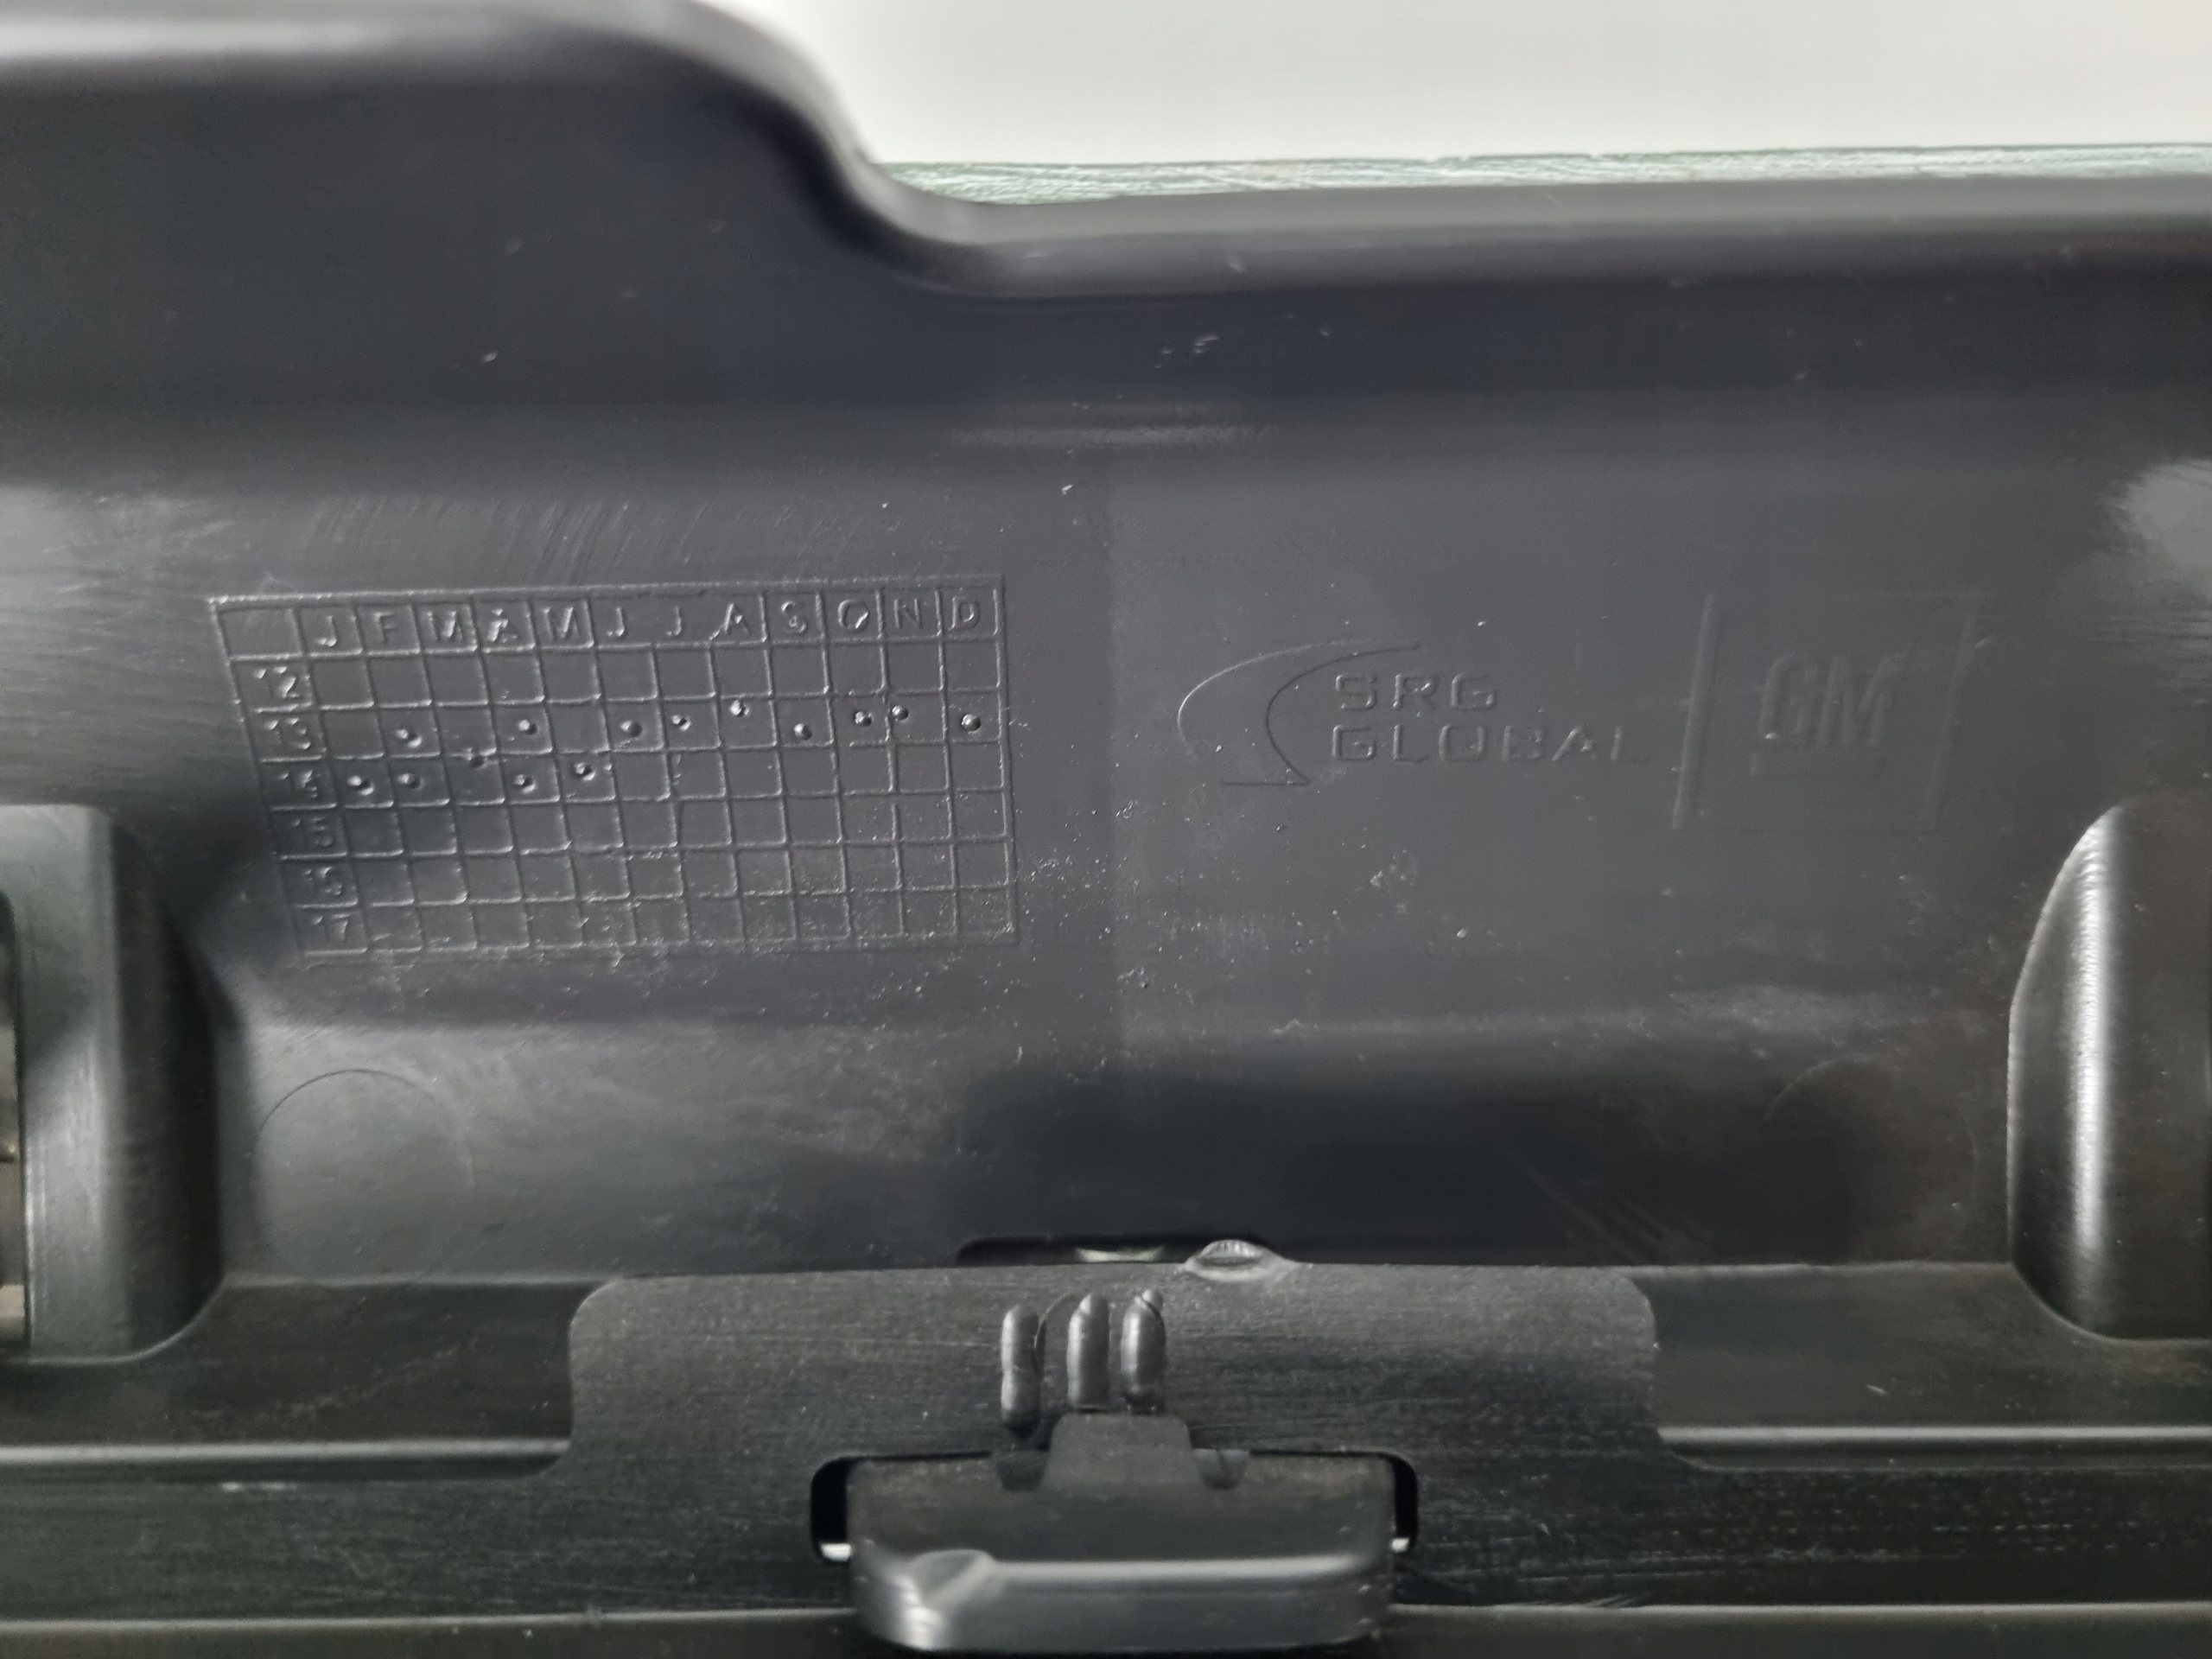 J F M A M J J A S O N D
12
13
14
15
16
17
SRG
GLOBAL
GM